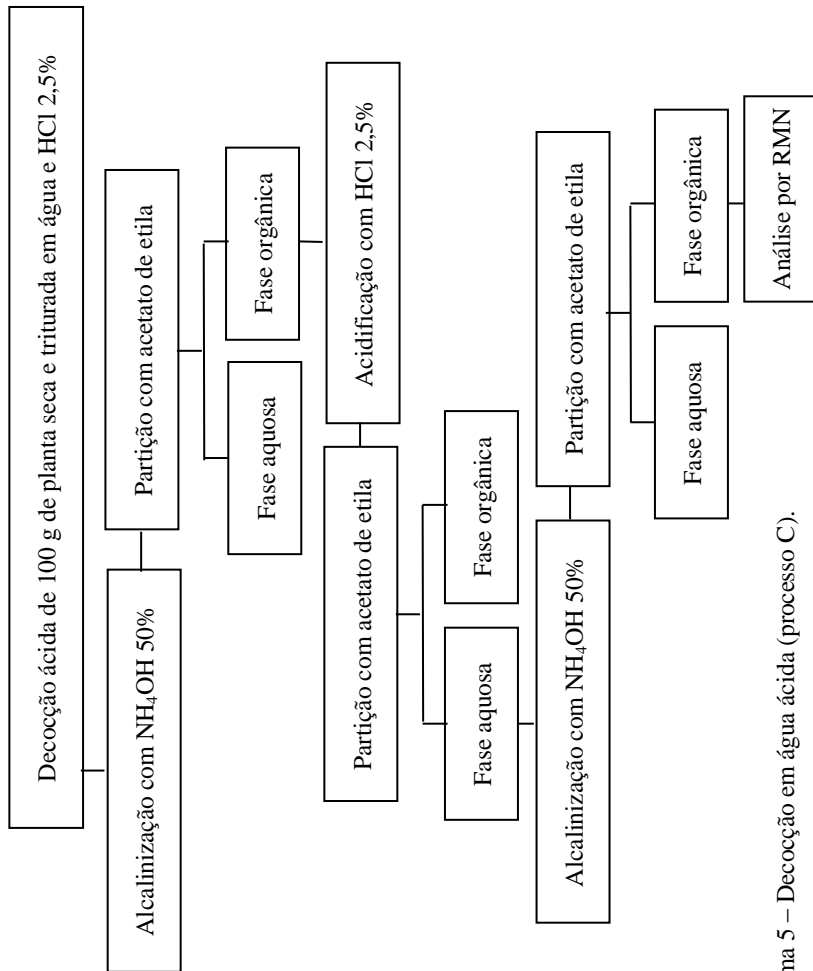 Decocção ácida de 100 g de planta seca e triturada em água e HCl 2,5%
Alcalinização com NH₄OH 50%
Partição com acetato de etila
Fase aquosa
Fase orgânica
Acidificação com HCl 2,5%
Partição com acetato de etila
Fase aquosa
Fase orgânica
Alcalinização com NH₄OH 50%
Partição com acetato de etila
Fase aquosa
Fase orgânica
Análise por RMN
ma 5 – Decocção em água ácida (processo C).